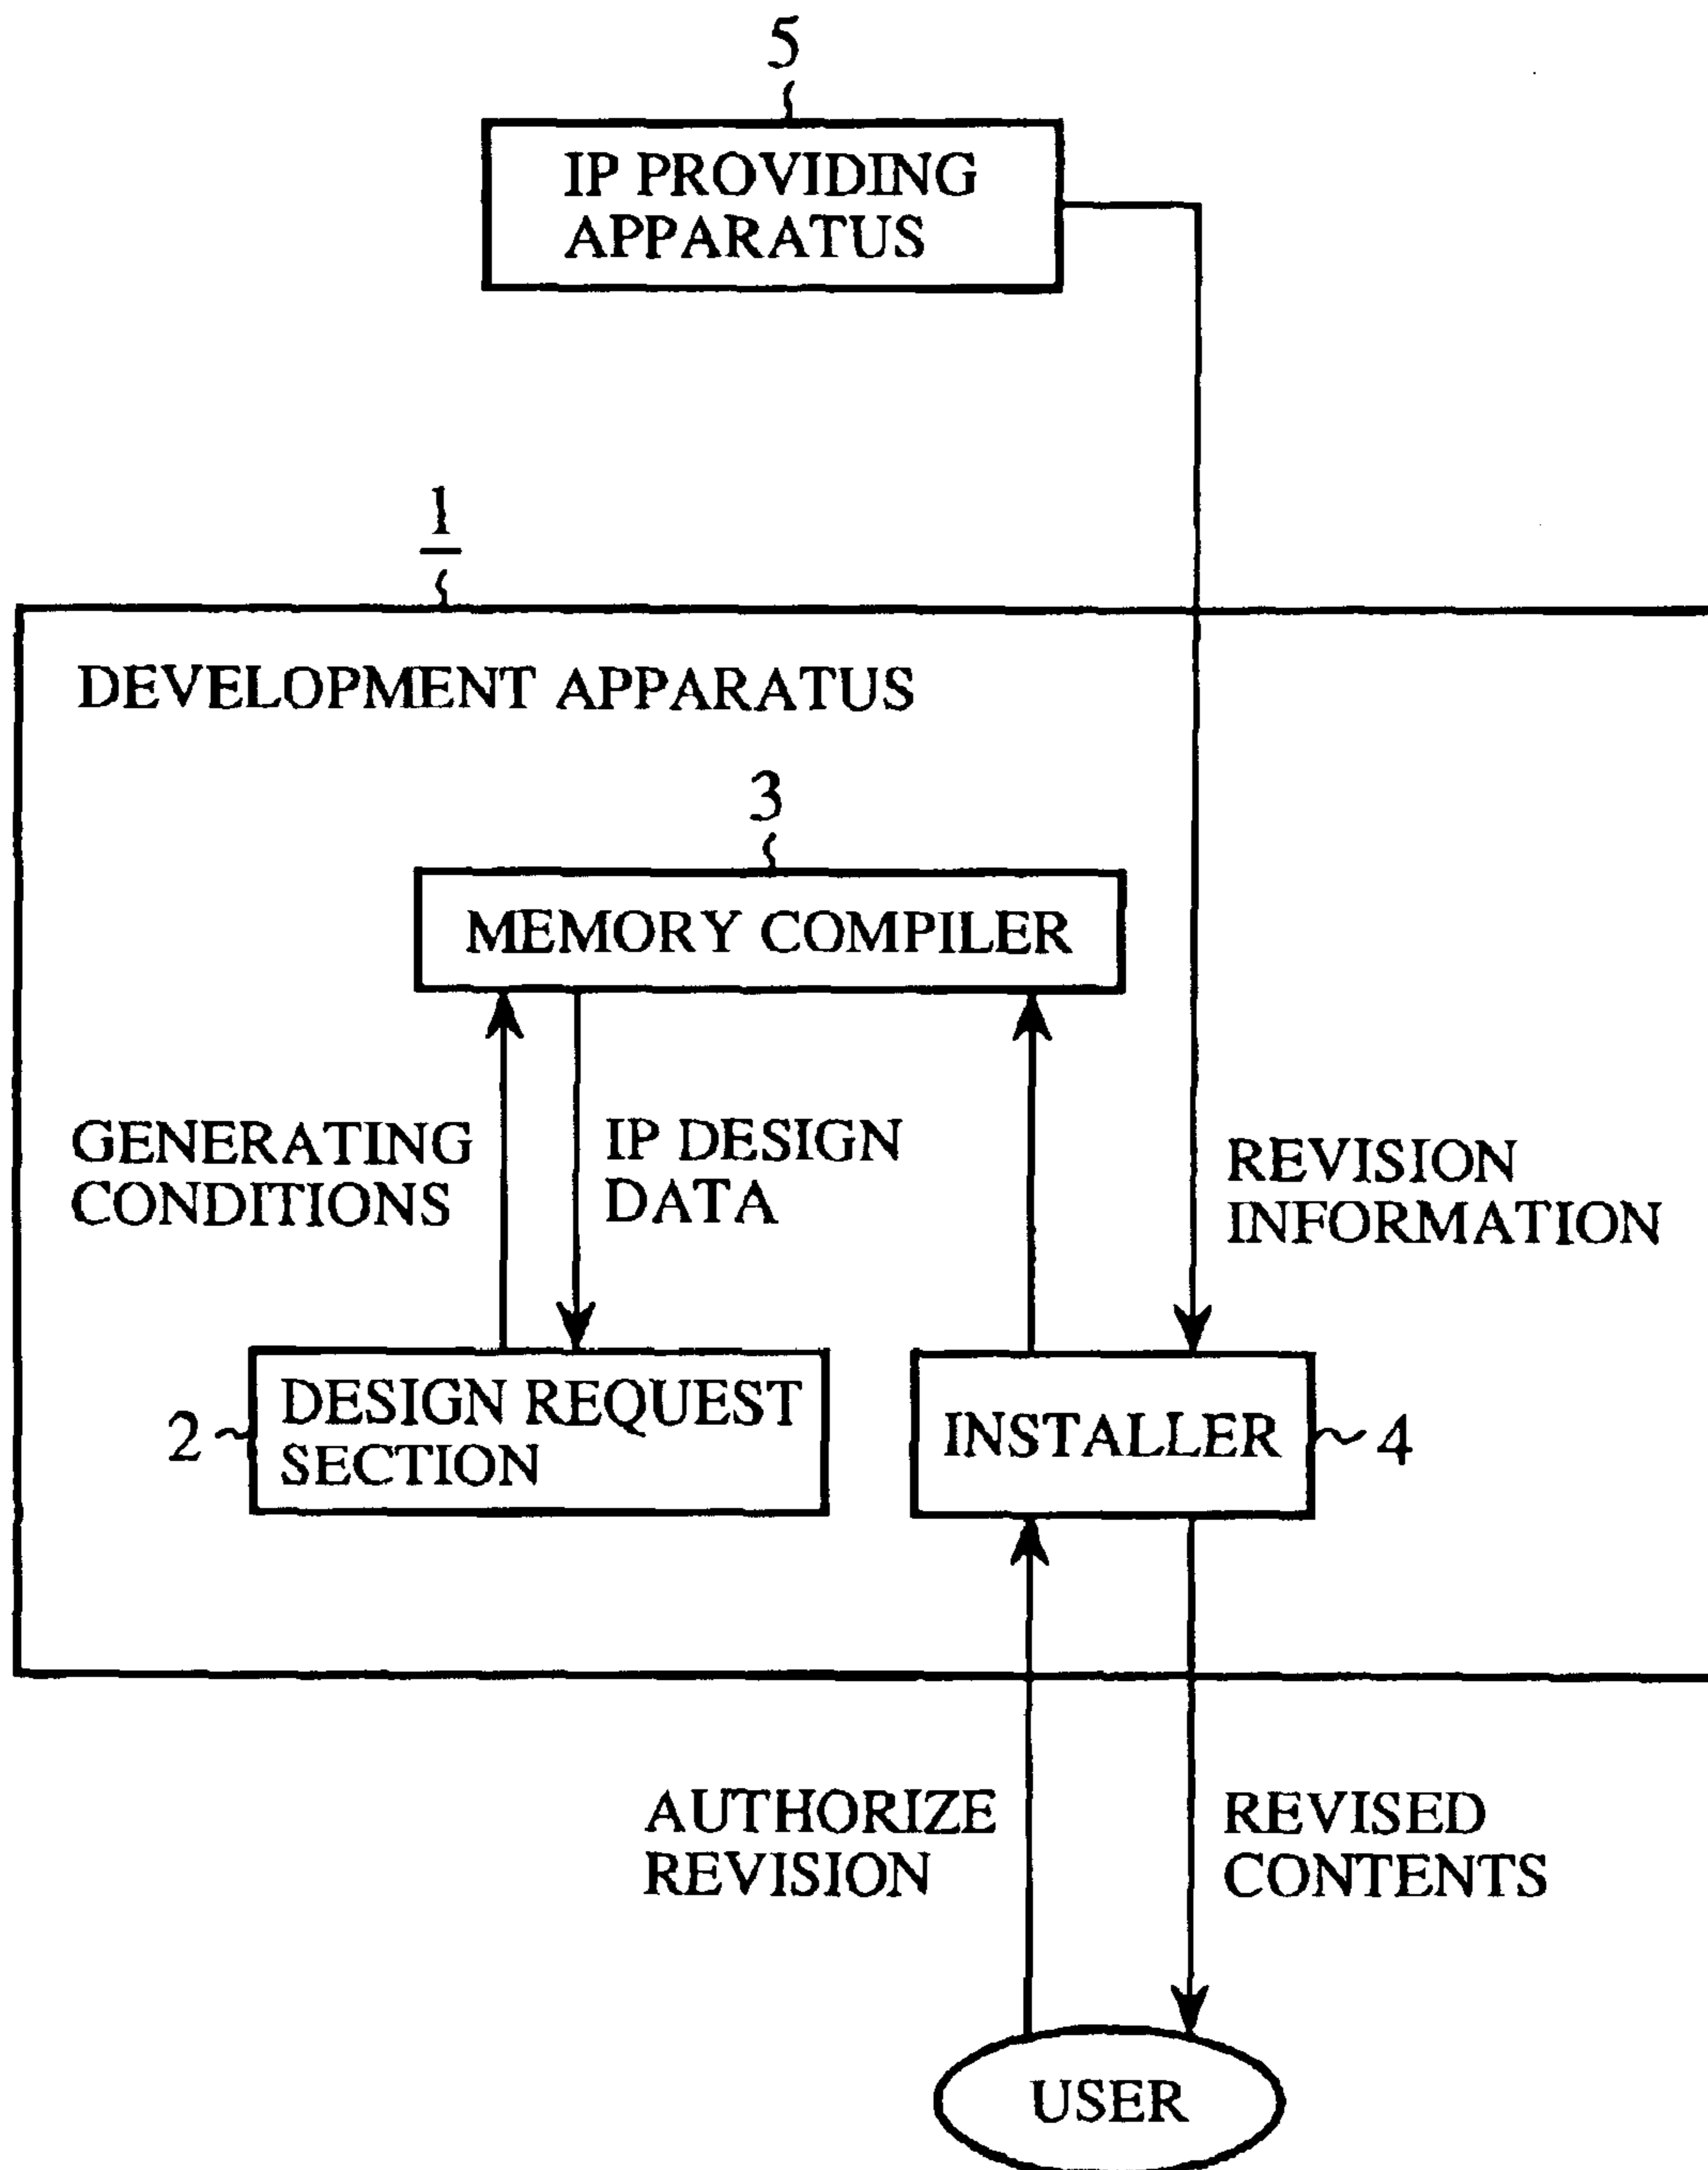 5
IP PROVIDING
APPARATUS
1
DEVELOPMENT APPARATUS
3
MEMORY COMPILER
GENERATING
CONDITIONS
IP DESIGN
DATA
REVISION
INFORMATION
2
DESIGN REQUEST
SECTION
INSTALLER
4
AUTHORIZE
REVISION
REVISED
CONTENTS
USER